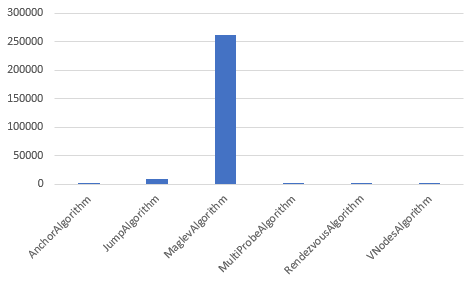 300000
250000
200000
150000
100000
50000
0
AnchorAlgorithm
JumpAlgorithm
MaglevAlgorithm
MultiProbeAlgorithm
RendezvousAlgorithm
VNodesAlgorithm